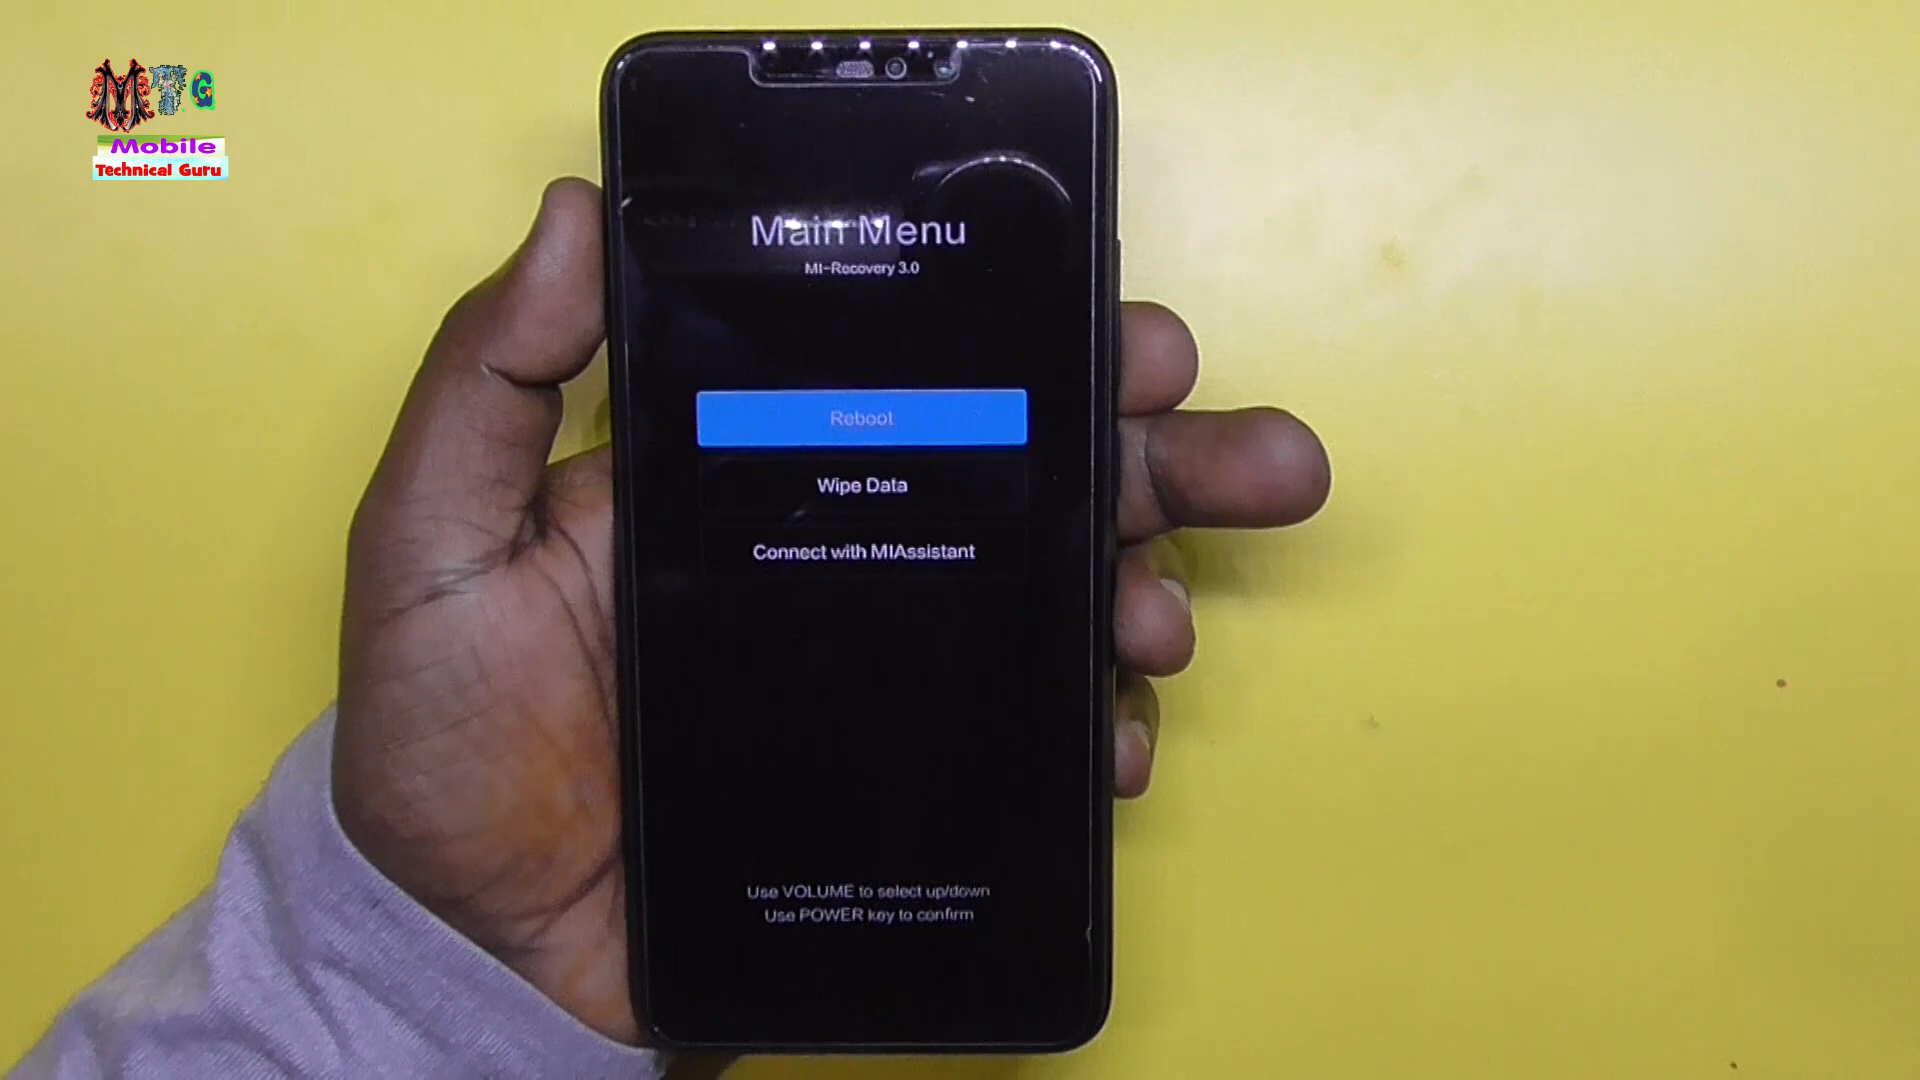 MTG
Mobile
Technical Guru
Main Menu
MI-Recovery 3.0
Reboot
Wipe Data
Connect with MIAssistant
Use VOLUME to select up/down
Use POWER key to confirm